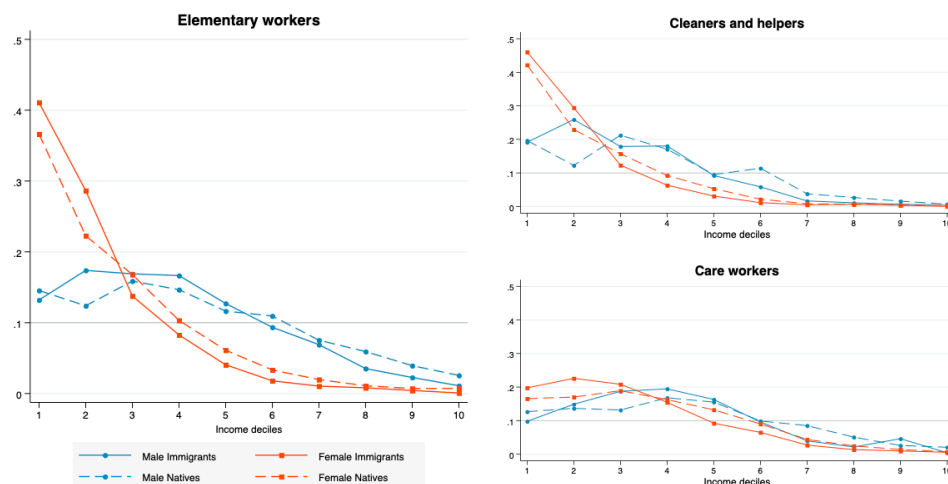 Elementary workers
.5
.4
.3
.2
.1
0
1 2 3 4 5 6 7 8 9 10
Income deciles
Male Immigrants Female Immigrants
Male Natives Female Natives
Cleaners and helpers
.5
.4
.3
.2
.1
0
1 2 3 4 5 6 7 8 9 10
Income deciles
Care workers
.5
.4
.3
.2
.1
0
1 2 3 4 5 6 7 8 9 10
Income deciles